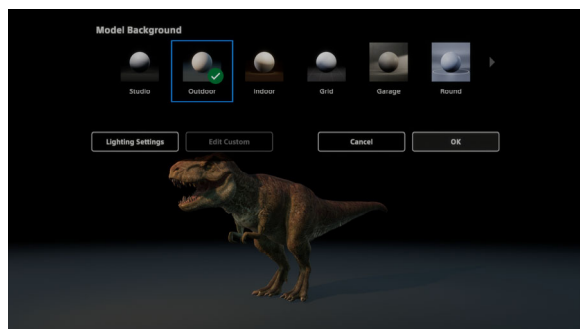 Model Background
Studio Outdoor Indoor Grid Garage Round
Lighting Settings Edit Custom Cancel OK